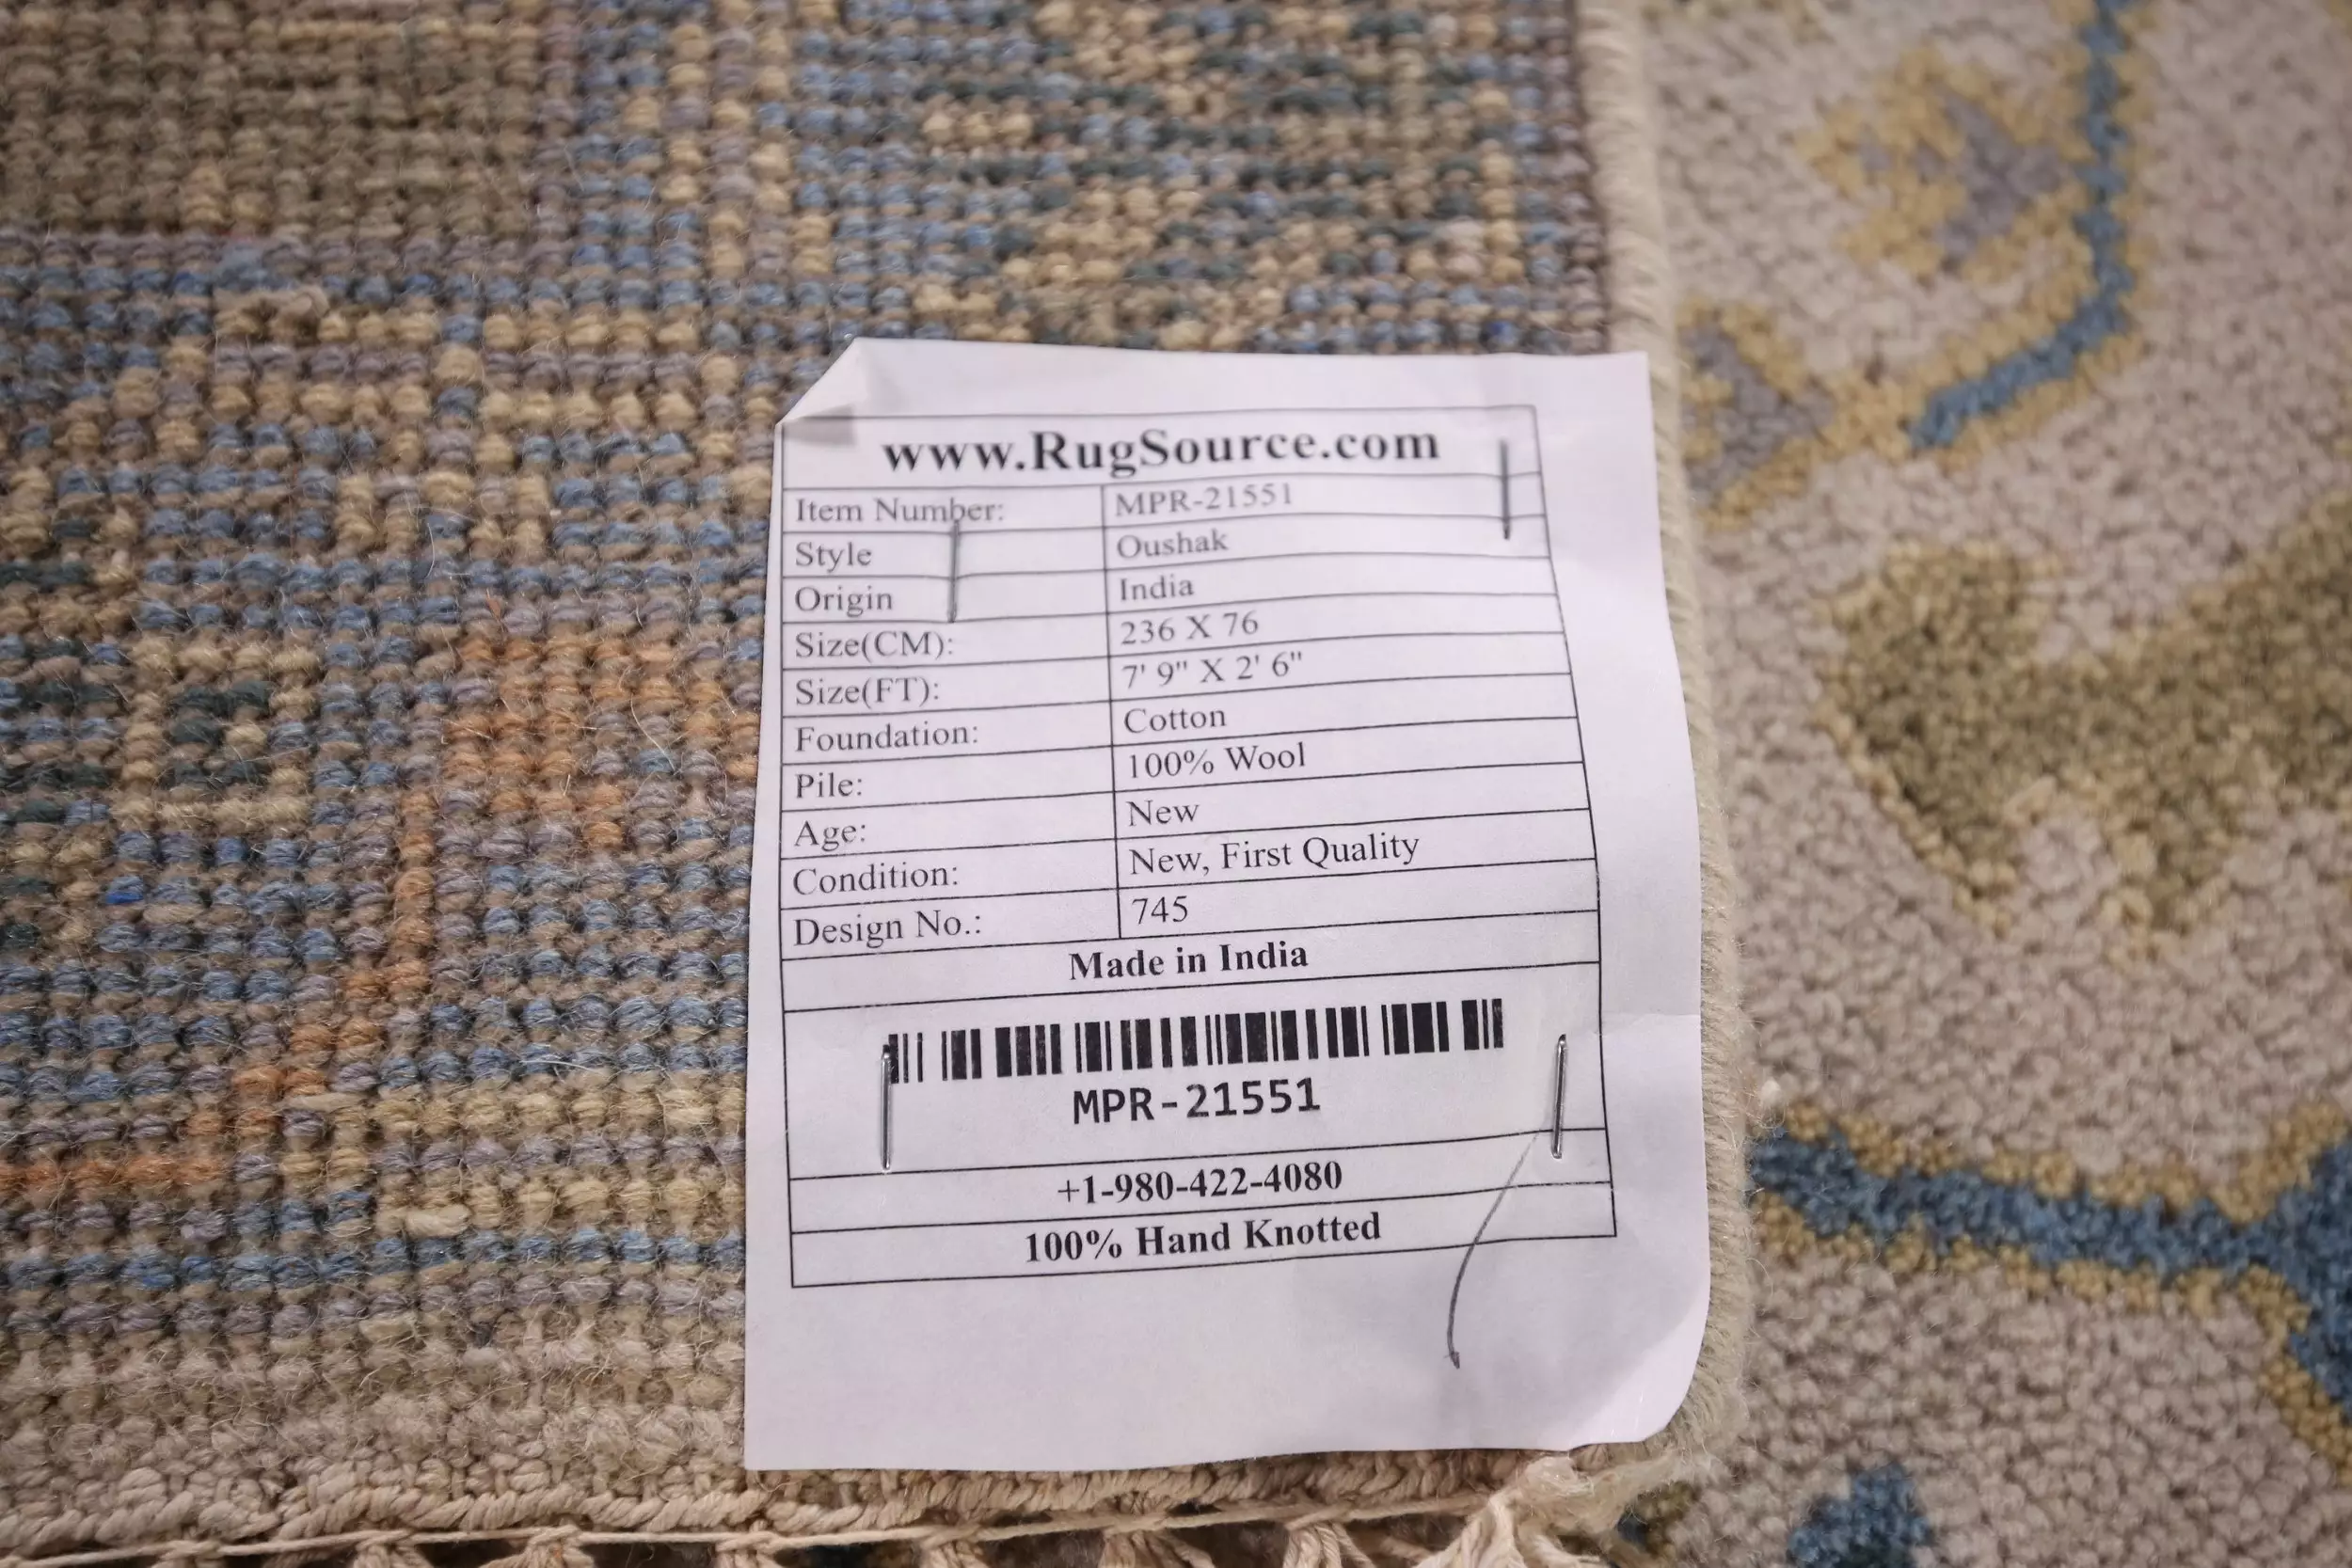 www.RugSource.com
Item Number: MPR-21551
Style Oushak
Origin India
Size(CM): 236 X 76
Size(FT): 7' 9" X 2' 6"
Foundation: Cotton
Pile: 100% Wool
Age: New
Condition: New, First Quality
Design No.: 745
Made in India
MPR-21551
+1-980-422-4080
100% Hand Knotted